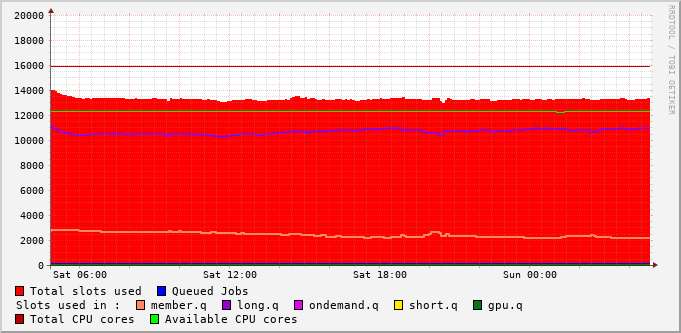 RRDTOOL / TOBI OETIKER
20000
18000
16000
14000
12000
10000
8000
6000
4000
2000
0
Sat 06:00 Sat 12:00 Sat 18:00 Sun 00:00
Total slots used Queued Jobs
Slots used in : member.q long.q ondemand.q short.q gpu.q
Total CPU cores Available CPU cores